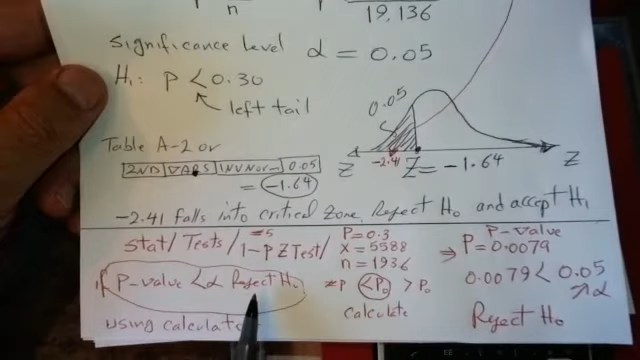 n
19,136
Significance level α = 0.05
H₁: P < 0.30
left tail
0.05
Table A-2 or
2ND VARS INVNorm 0.05
= -1.64
Z -2.41 Z = -1.64 Z
-2.41 falls into critical zone, Reject H₀ and accept H₁
Stat/Tests/ #5 1-PZTest/
P=0.3
x = 5588
n = 1936
≠P <P₀ >P₀
calculate
if P-value < α Reject H₀
using calculato
P-value
⇒ P = 0.0079
0.0079 < 0.05
α
Reject H₀